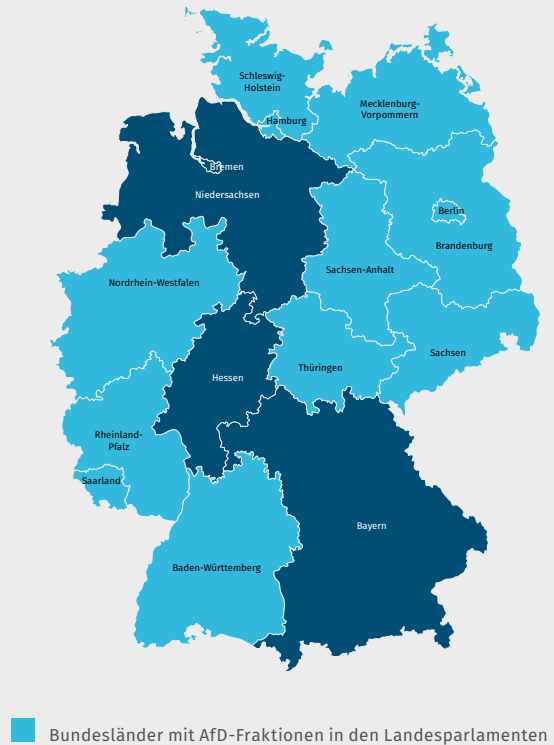 Schleswig-
Holstein
Mecklenburg-
Vorpommern
Hamburg
Bremen
Niedersachsen
Berlin
Brandenburg
Sachsen-Anhalt
Nordrhein-Westfalen
Sachsen
Thüringen
Hessen
Rheinland-
Pfalz
Saarland
Bayern
Baden-Württemberg
Bundesländer mit AfD-Fraktionen in den Landesparlamenten